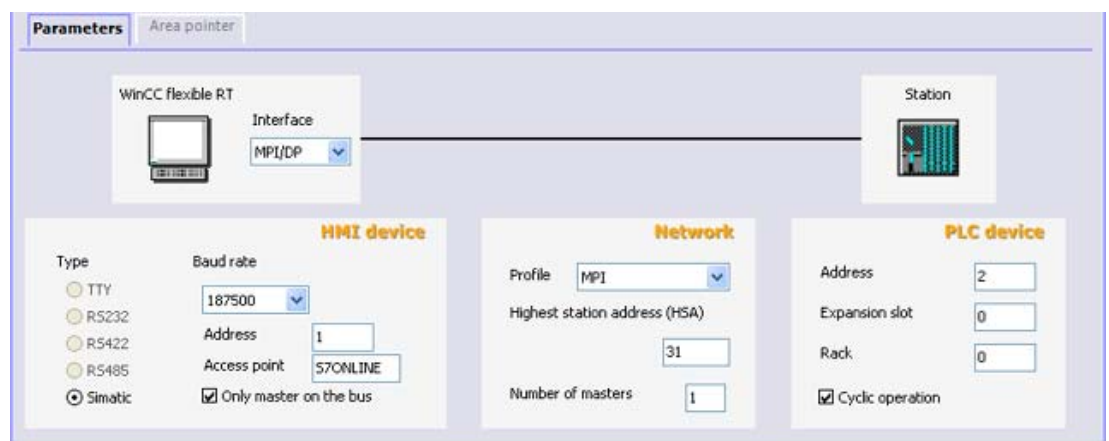 Parameters
Area pointer
WinCC flexible RT
Interface
MPI/DP
Station
HMI device
Type
Baud rate
TTY
187500
RS232
RS422
Address
1
RS485
Access point
S7ONLINE
Simatic
Only master on the bus
Network
Profile
MPI
Highest station address (HSA)
31
Number of masters
1
PLC device
Address
2
Expansion slot
0
Rack
0
Cyclic operation